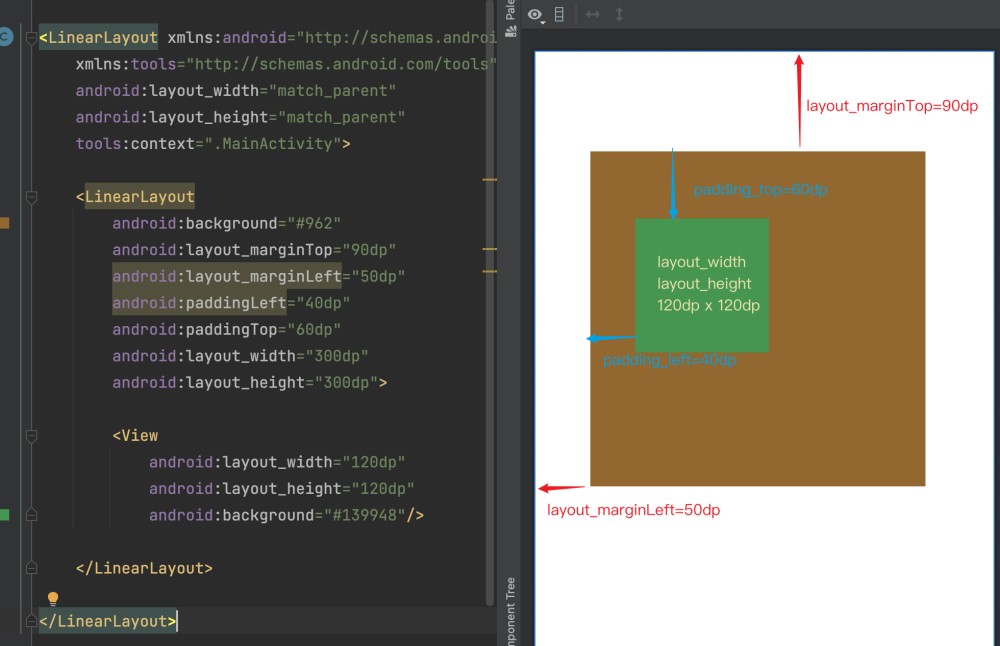 <LinearLayout xmlns:android="http://schemas.androi
xmlns:tools="http://schemas.android.com/tools"
android:layout_width="match_parent"
android:layout_height="match_parent"
tools:context=".MainActivity">
<LinearLayout
android:background="#962"
android:layout_marginTop="90dp"
android:layout_marginLeft="50dp"
android:paddingLeft="40dp"
android:paddingTop="60dp"
android:layout_width="300dp"
android:layout_height="300dp">
<View
android:layout_width="120dp"
android:layout_height="120dp"
android:background="#139948"/>
</LinearLayout>
</LinearLayout>
C
Pale
mponent Tree
layout_marginTop=90dp
padding_top=60dp
layout_width
layout_height
120dp x 120dp
padding_left=40dp
layout_marginLeft=50dp